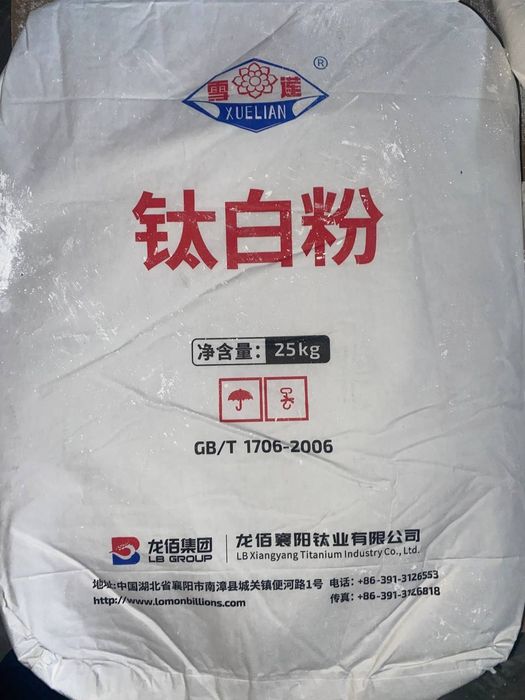 雪莲 ®
XUELIAN
钛白粉
净含量： 25kg
GB/T 1706-2006
龙佰集团 龙佰襄阳钛业有限公司
LB GROUP LB Xiangyang Titanium Industry Co., Ltd.
地址:中国湖北省襄阳市南漳县城关镇便河路1号 电话：+86-391-3126553
http://www.lomonbillions.com 传真：+86-391-3126818